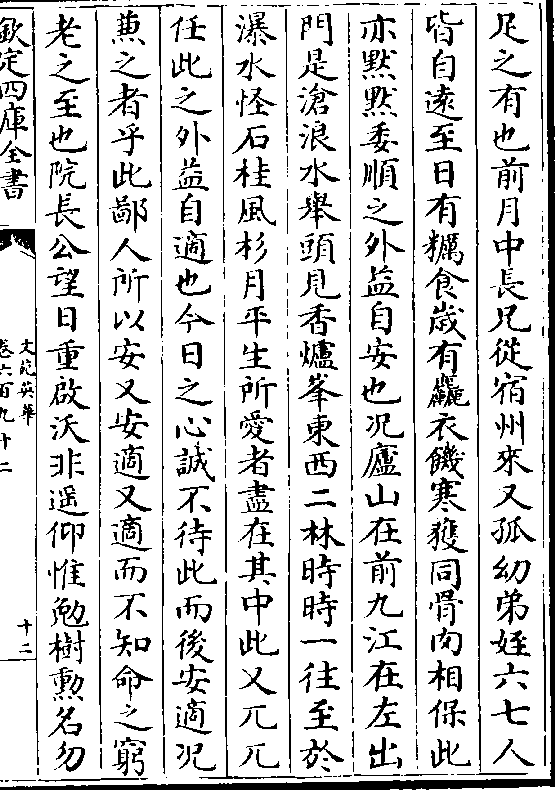 足之有也前月中長兄從宿州來又孤幼弟姪六七人
皆自遠至日有糲食歳有麤衣饑寒獲同骨肉相保此
亦黙黙委順之外益自安也况廬山在前九江在左出
門是滄浪水舉頭見香爐峯東西二林時時一往至於
瀑水怪石桂風杉月平生所愛者盡在其中此又兀兀
任此之外益自適也今日之心誠不待此而後安適况
兼之者乎此鄙人所以安又安適又適而不知命之窮
老之至也院長公望日重啟沃非遥仰惟勉樹勲名勿
欽定四庫全書
文苑英華
卷六百九十二
十二